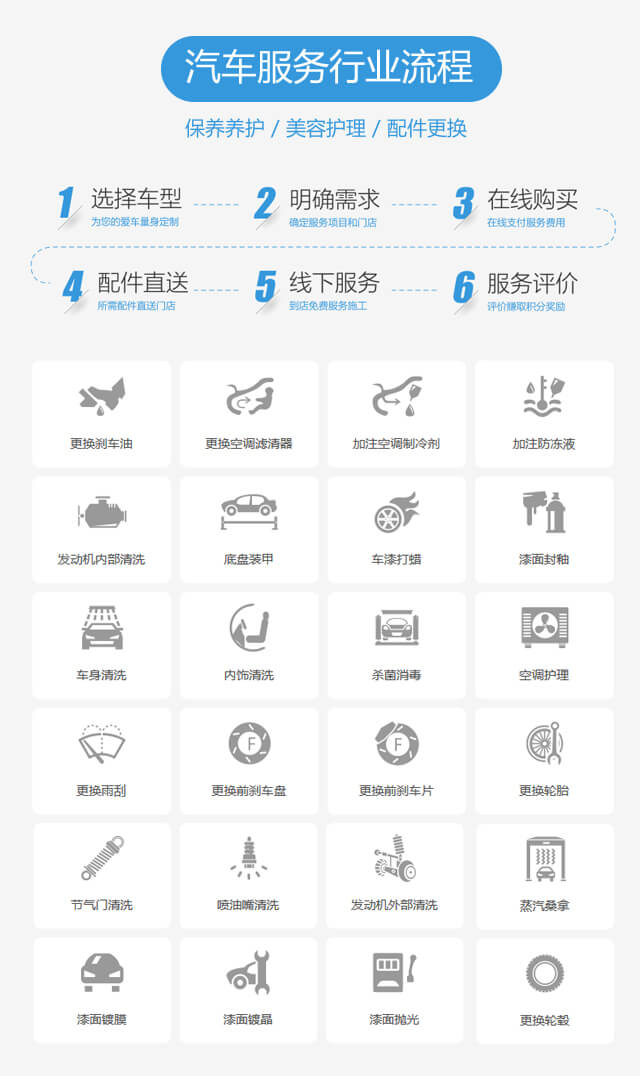 汽车服务行业流程
保养养护 / 美容护理 / 配件更换
1 选择车型
为您的爱车量身定制
2 明确需求
确定服务项目和门店
3 在线购买
在线支付服务费用
4 配件直送
所需配件直送门店
5 线下服务
到店免费服务施工
6 服务评价
评价赚取积分奖励
更换刹车油
更换空调滤清器
加注空调制冷剂
加注防冻液
发动机内部清洗
底盘装甲
车漆打蜡
漆面封釉
车身清洗
内饰清洗
杀菌消毒
空调护理
更换雨刮
F
更换前刹车盘
F
更换前刹车片
更换轮胎
节气门清洗
喷油嘴清洗
发动机外部清洗
蒸汽桑拿
漆面镀膜
漆面镀晶
漆面抛光
更换轮毂